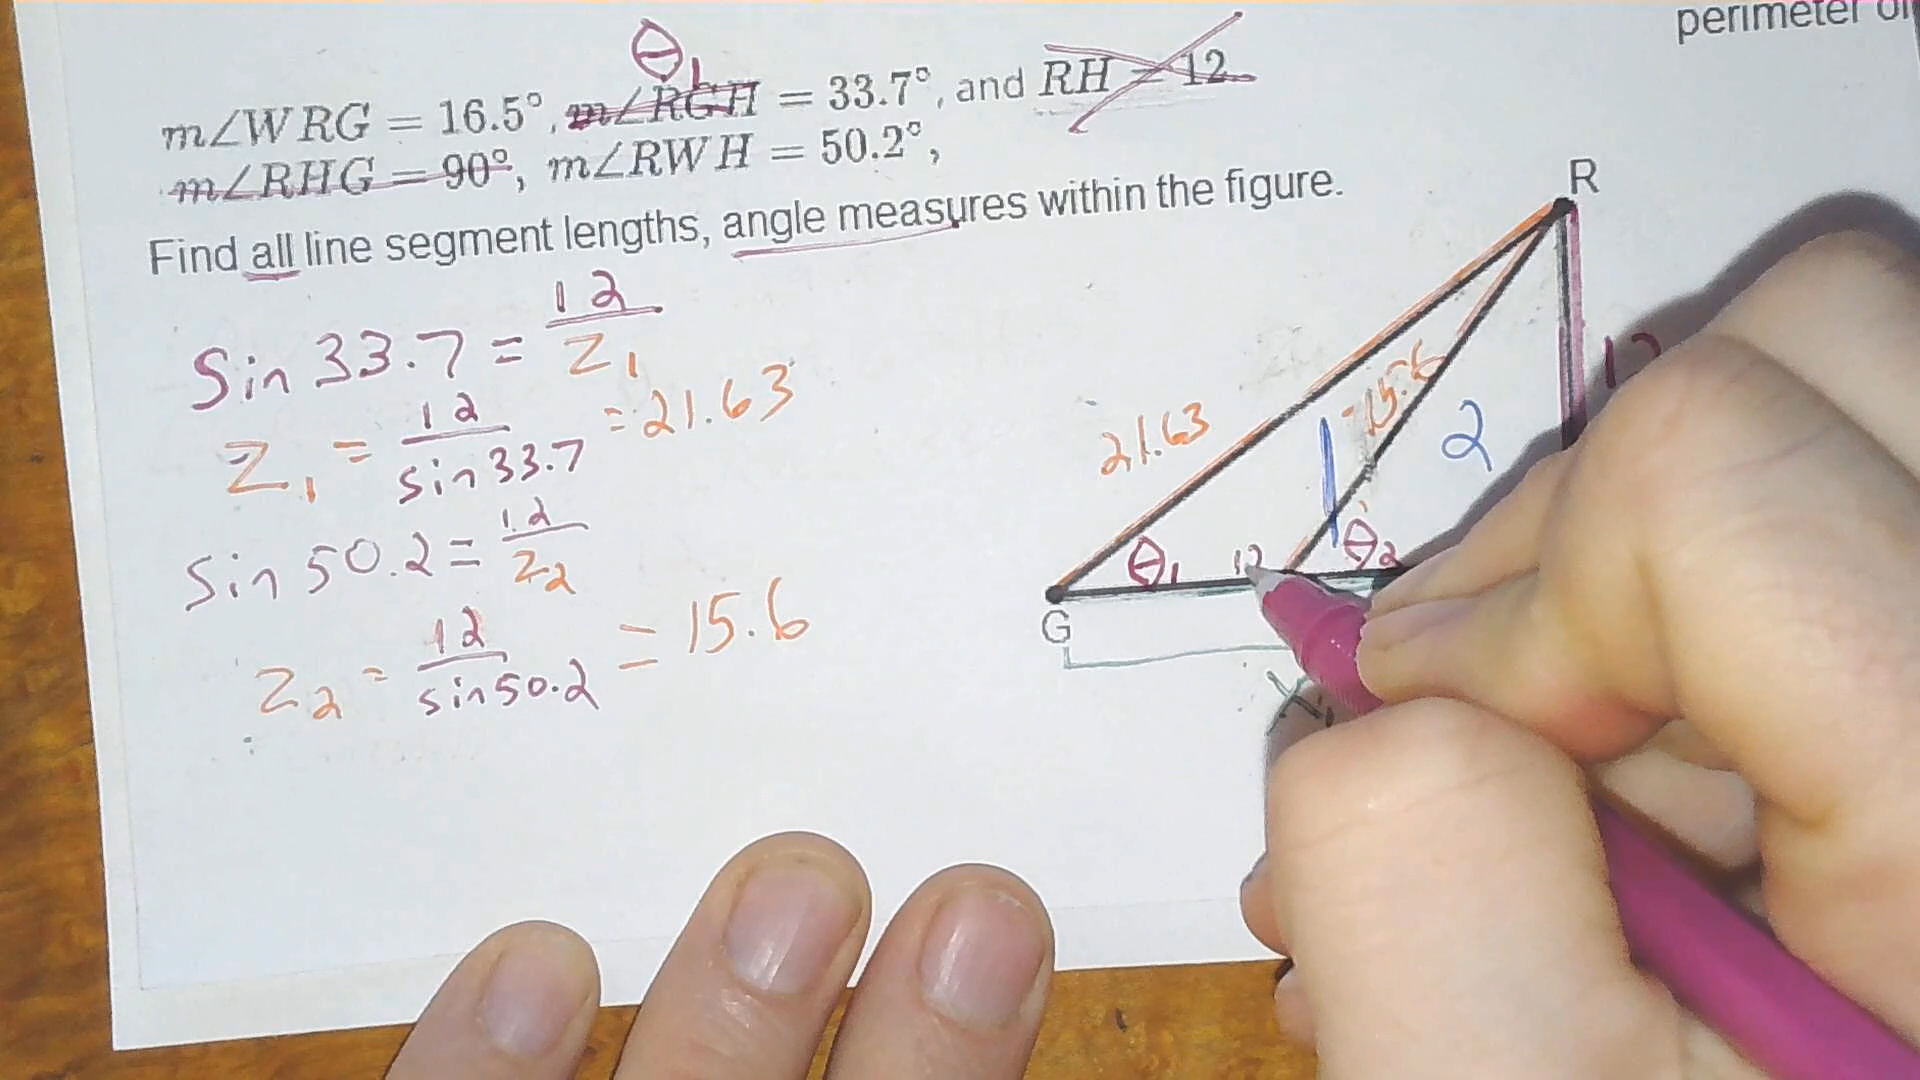 perimeter of
θ₁
m∠WRG = 16.5°, m∠RGH = 33.7°, and RH = 12
m∠RHG = 90°, m∠RWH = 50.2°,
Find all line segment lengths, angle measures within the figure.
Sin 33.7 = 12/Z₁
Z₁ = 12/sin 33.7 = 21.63
Sin 50.2 = 12/Z₂
Z₂ = 12/sin 50.2 = 15.6
R
21.63
15.6
2
1
θ₁
θ₂
G
X₁